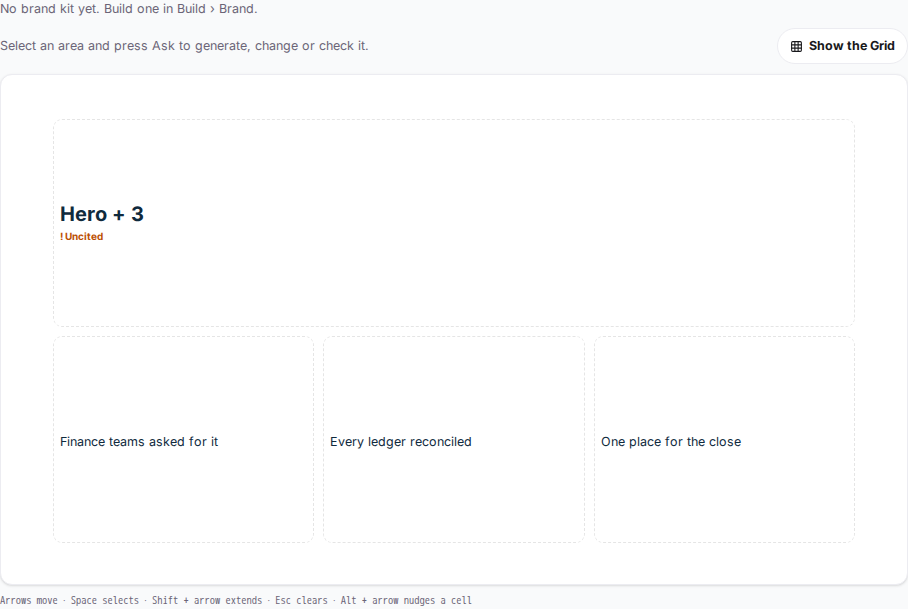 No brand kit yet. Build one in Build › Brand.
Select an area and press Ask to generate, change or check it.
Show the Grid
Hero + 3
! Uncited
Finance teams asked for it
Every ledger reconciled
One place for the close
Arrows move · Space selects · Shift + arrow extends · Esc clears · Alt + arrow nudges a cell